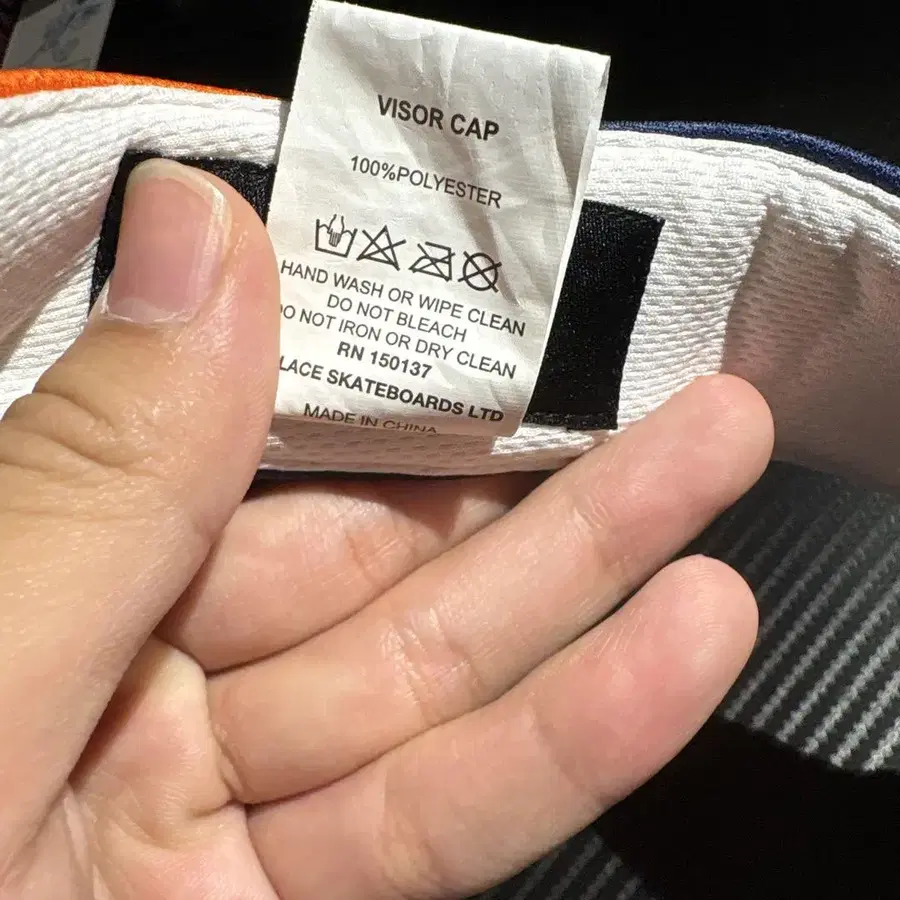 VISOR CAP
100%POLYESTER
HAND WASH OR WIPE CLEAN
DO NOT BLEACH
DO NOT IRON OR DRY CLEAN
RN 150137
LACE SKATEBOARDS LTD
MADE IN CHINA